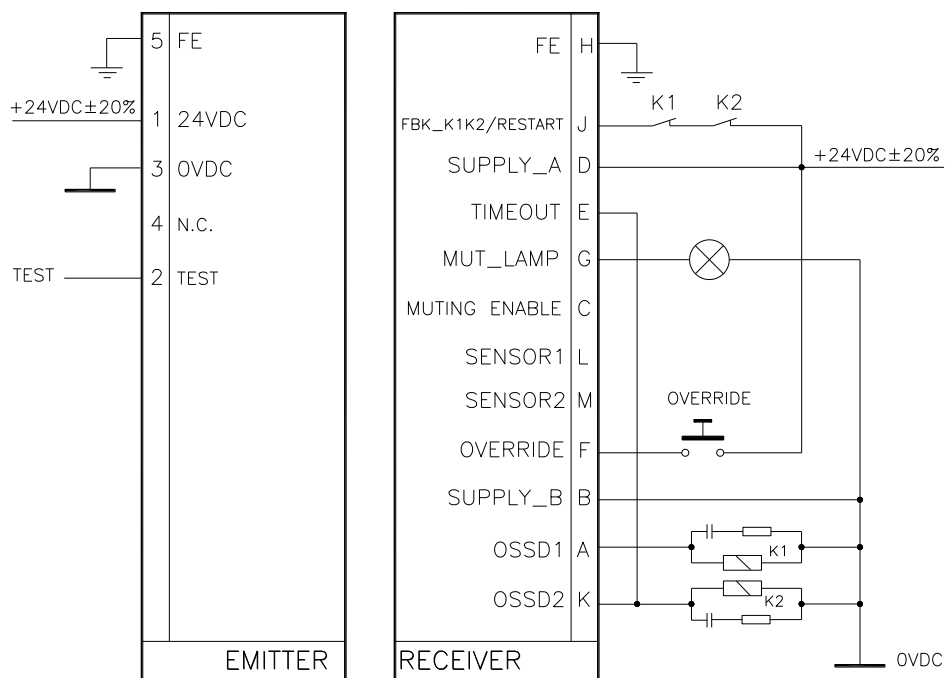 5 FE
+24VDC±20%
1 24VDC
3 0VDC
4 N.C.
TEST
2 TEST
EMITTER
FE H
K1 K2
FBK_K1K2/RESTART J
SUPPLY_A D
+24VDC±20%
TIMEOUT E
MUT_LAMP G
MUTING ENABLE C
SENSOR1 L
SENSOR2 M
OVERRIDE
OVERRIDE F
SUPPLY_B B
OSSD1 A
K1
OSSD2 K
K2
RECEIVER
0VDC